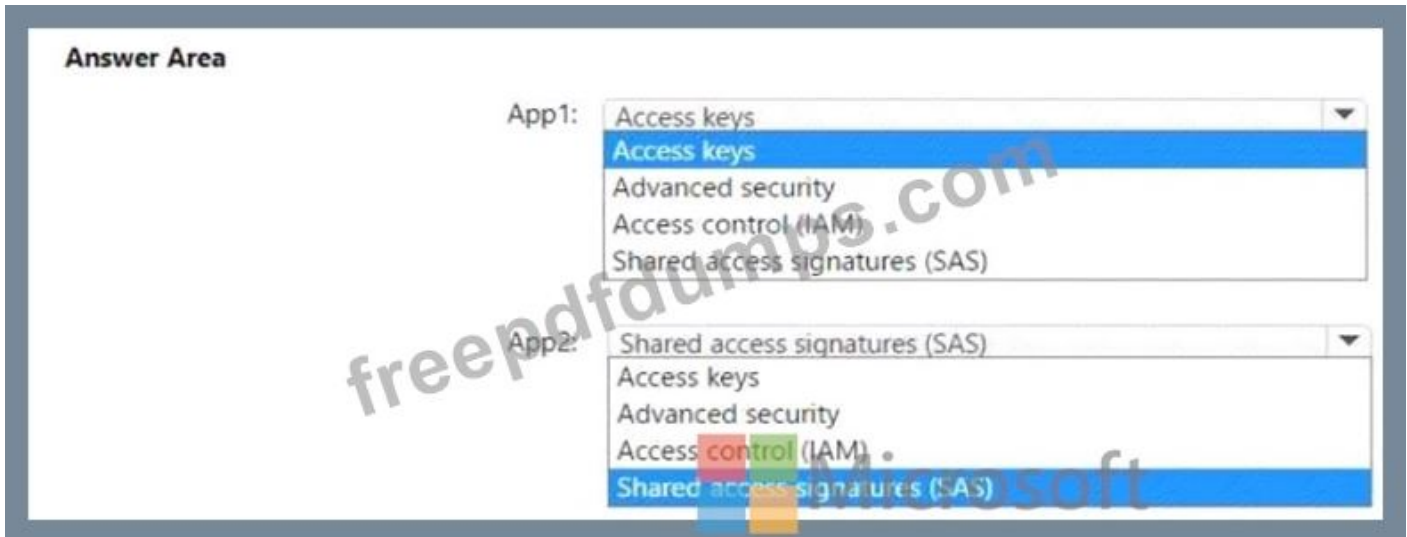 Answer Area
App1: Access keys
Access keys
Advanced security
Access control (IAM)
Shared access signatures (SAS)
App2: Shared access signatures (SAS)
Access keys
Advanced security
Access control (IAM)
Shared access signatures (SAS)
freepdfdumps.com
Microsoft